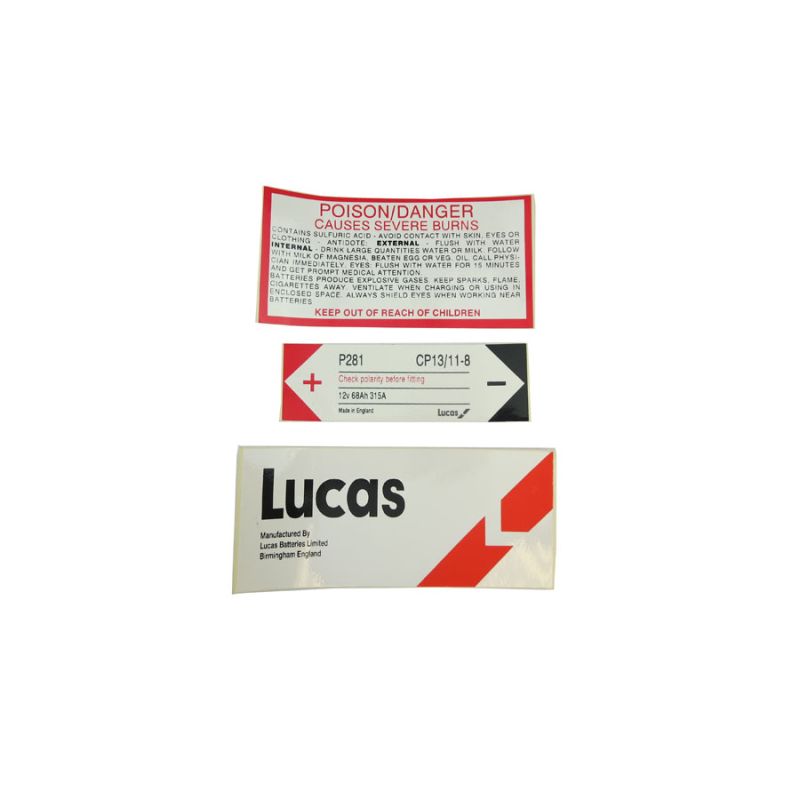 POISON/DANGER
CAUSES SEVERE BURNS
CONTAINS SULFURIC ACID - AVOID CONTACT WITH SKIN, EYES OR
CLOTHING - ANTIDOTE: EXTERNAL - FLUSH WITH WATER
INTERNAL - DRINK LARGE QUANTITIES WATER OR MILK. FOLLOW
WITH MILK OF MAGNESIA, BEATEN EGG OR VEG. OIL. CALL PHYSI-
CIAN IMMEDIATELY. EYES: FLUSH WITH WATER FOR 15 MINUTES
AND GET PROMPT MEDICAL ATTENTION.
BATTERIES PRODUCE EXPLOSIVE GASES. KEEP SPARKS, FLAME,
CIGARETTES AWAY. VENTILATE WHEN CHARGING OR USING IN
ENCLOSED SPACE. ALWAYS SHIELD EYES WHEN WORKING NEAR
BATTERIES
KEEP OUT OF REACH OF CHILDREN
P281 CP13/11-8
+ Check polarity before fitting −
12v 68Ah 315A
Made in England Lucas
Lucas
Manufactured By
Lucas Batteries Limited
Birmingham England